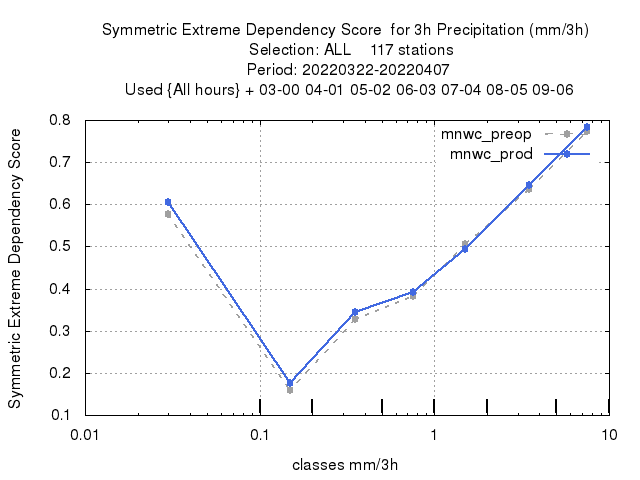 Symmetric Extreme Dependency Score  for 3h Precipitation (mm/3h)
Selection: ALL    117 stations
Period: 20220322-20220407
Used {All hours} + 03-00 04-01 05-02 06-03 07-04 08-05 09-06
mnwc_preop
mnwc_prod
Symmetric Extreme Dependency Score
0.8
0.7
0.6
0.5
0.4
0.3
0.2
0.1
0.01 0.1 1 10
classes mm/3h